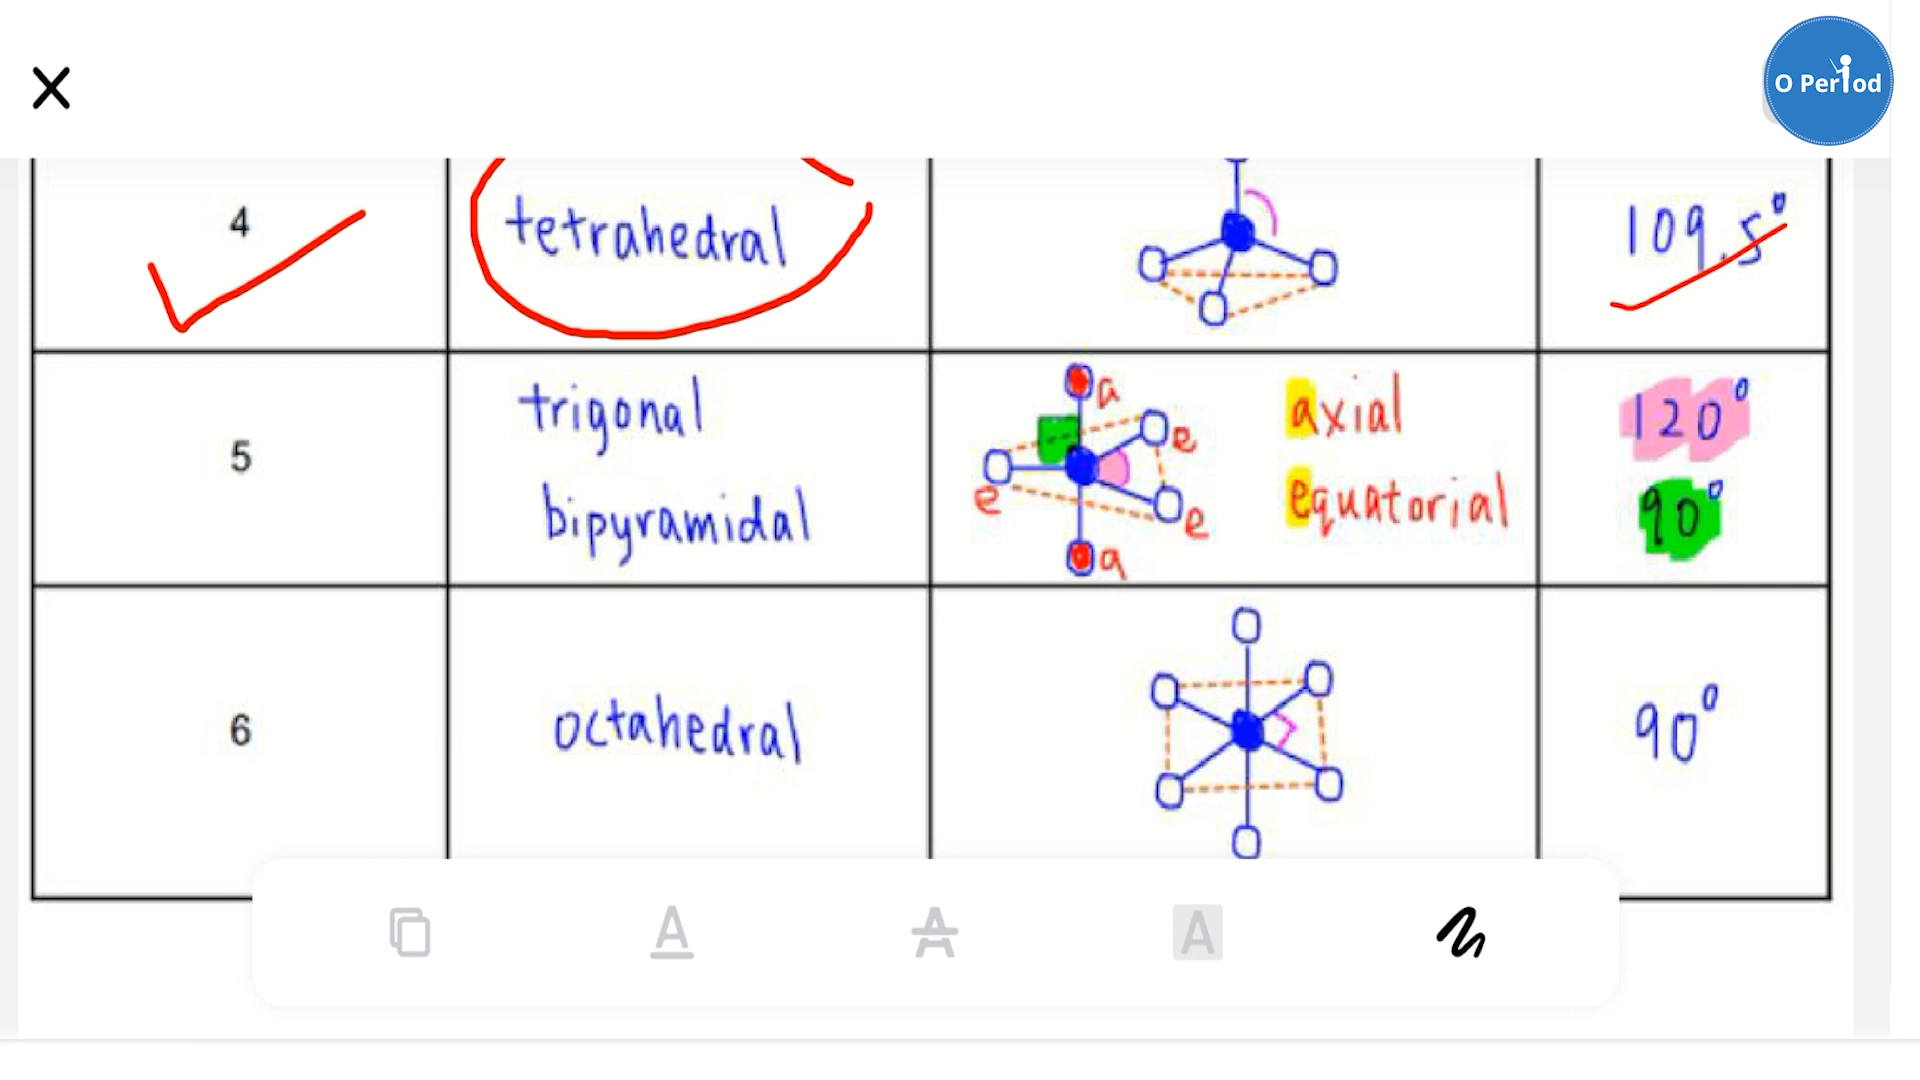 O Period
4
tetrahedral
109.5°
5
trigonal
bipyramidal
a
e
e
e
a
axial
equatorial
120°
90°
6
octahedral
90°
A
A
A